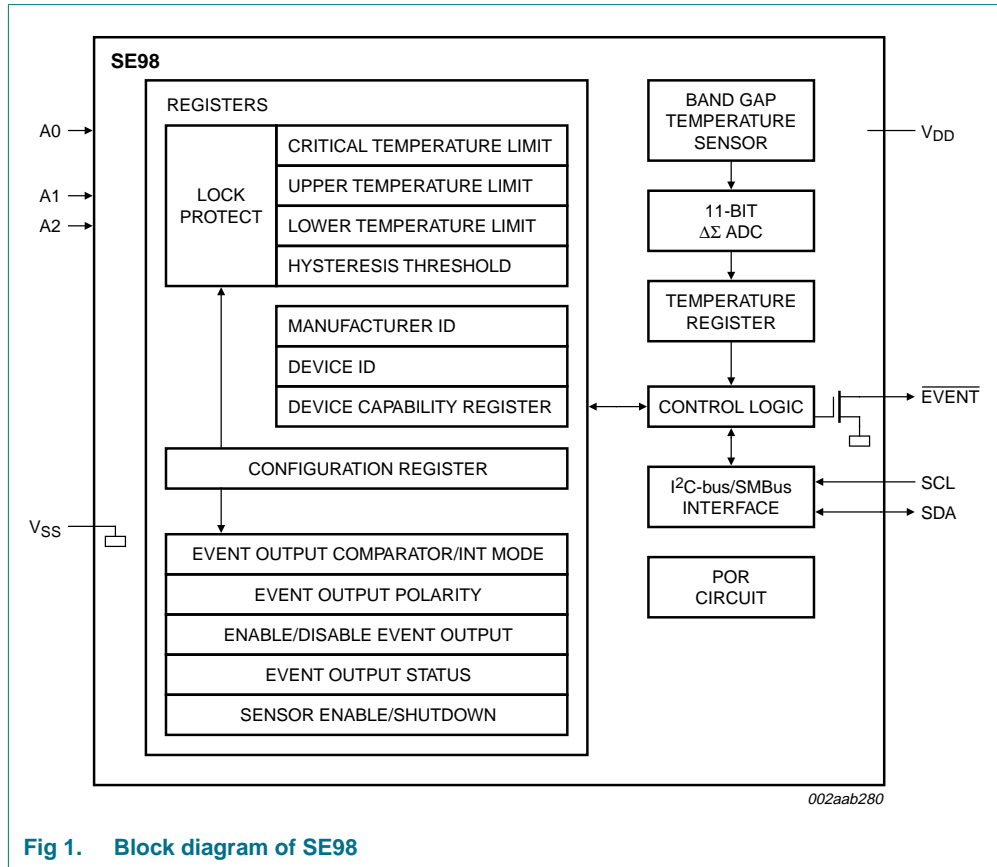 SE98
REGISTERS
LOCK
PROTECT
CRITICAL TEMPERATURE LIMIT
UPPER TEMPERATURE LIMIT
LOWER TEMPERATURE LIMIT
HYSTERESIS THRESHOLD
MANUFACTURER ID
DEVICE ID
DEVICE CAPABILITY REGISTER
CONFIGURATION REGISTER
EVENT OUTPUT COMPARATOR/INT MODE
EVENT OUTPUT POLARITY
ENABLE/DISABLE EVENT OUTPUT
EVENT OUTPUT STATUS
SENSOR ENABLE/SHUTDOWN
A0
A1
A2
VSS
BAND GAP
TEMPERATURE
SENSOR
11-BIT
ΔΣ ADC
TEMPERATURE
REGISTER
CONTROL LOGIC
I2C-bus/SMBus
INTERFACE
POR
CIRCUIT
VDD
EVENT
SCL
SDA
002aab280
Fig 1. Block diagram of SE98